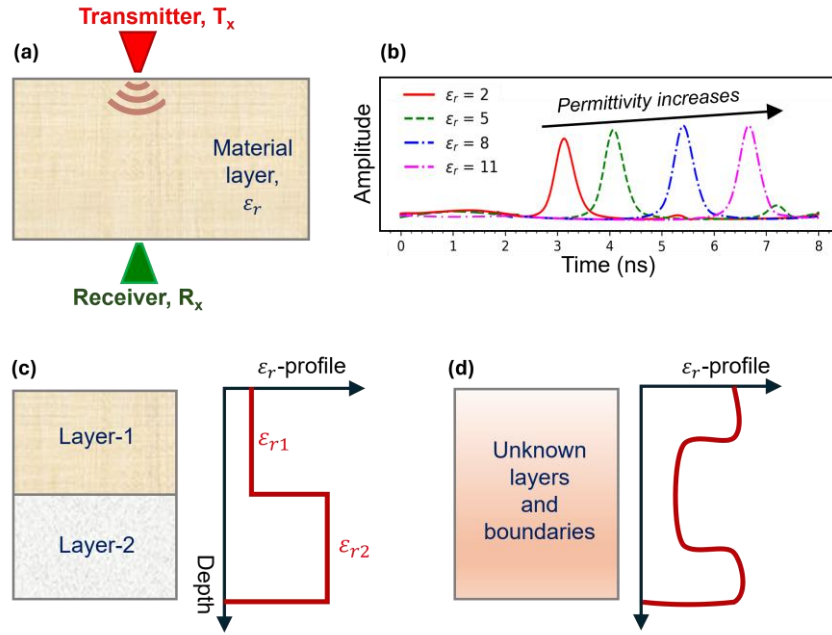 Transmitter, Tₓ
(a)
Material
layer,
εᵣ
Receiver, Rₓ
(b)
εᵣ = 2
εᵣ = 5
εᵣ = 8
εᵣ = 11
Permittivity increases
Amplitude
0 1 2 3 4 5 6 7 8
Time (ns)
(c)
εᵣ-profile
Layer-1
εᵣ₁
Layer-2
εᵣ₂
Depth
(d)
εᵣ-profile
Unknown
layers
and
boundaries